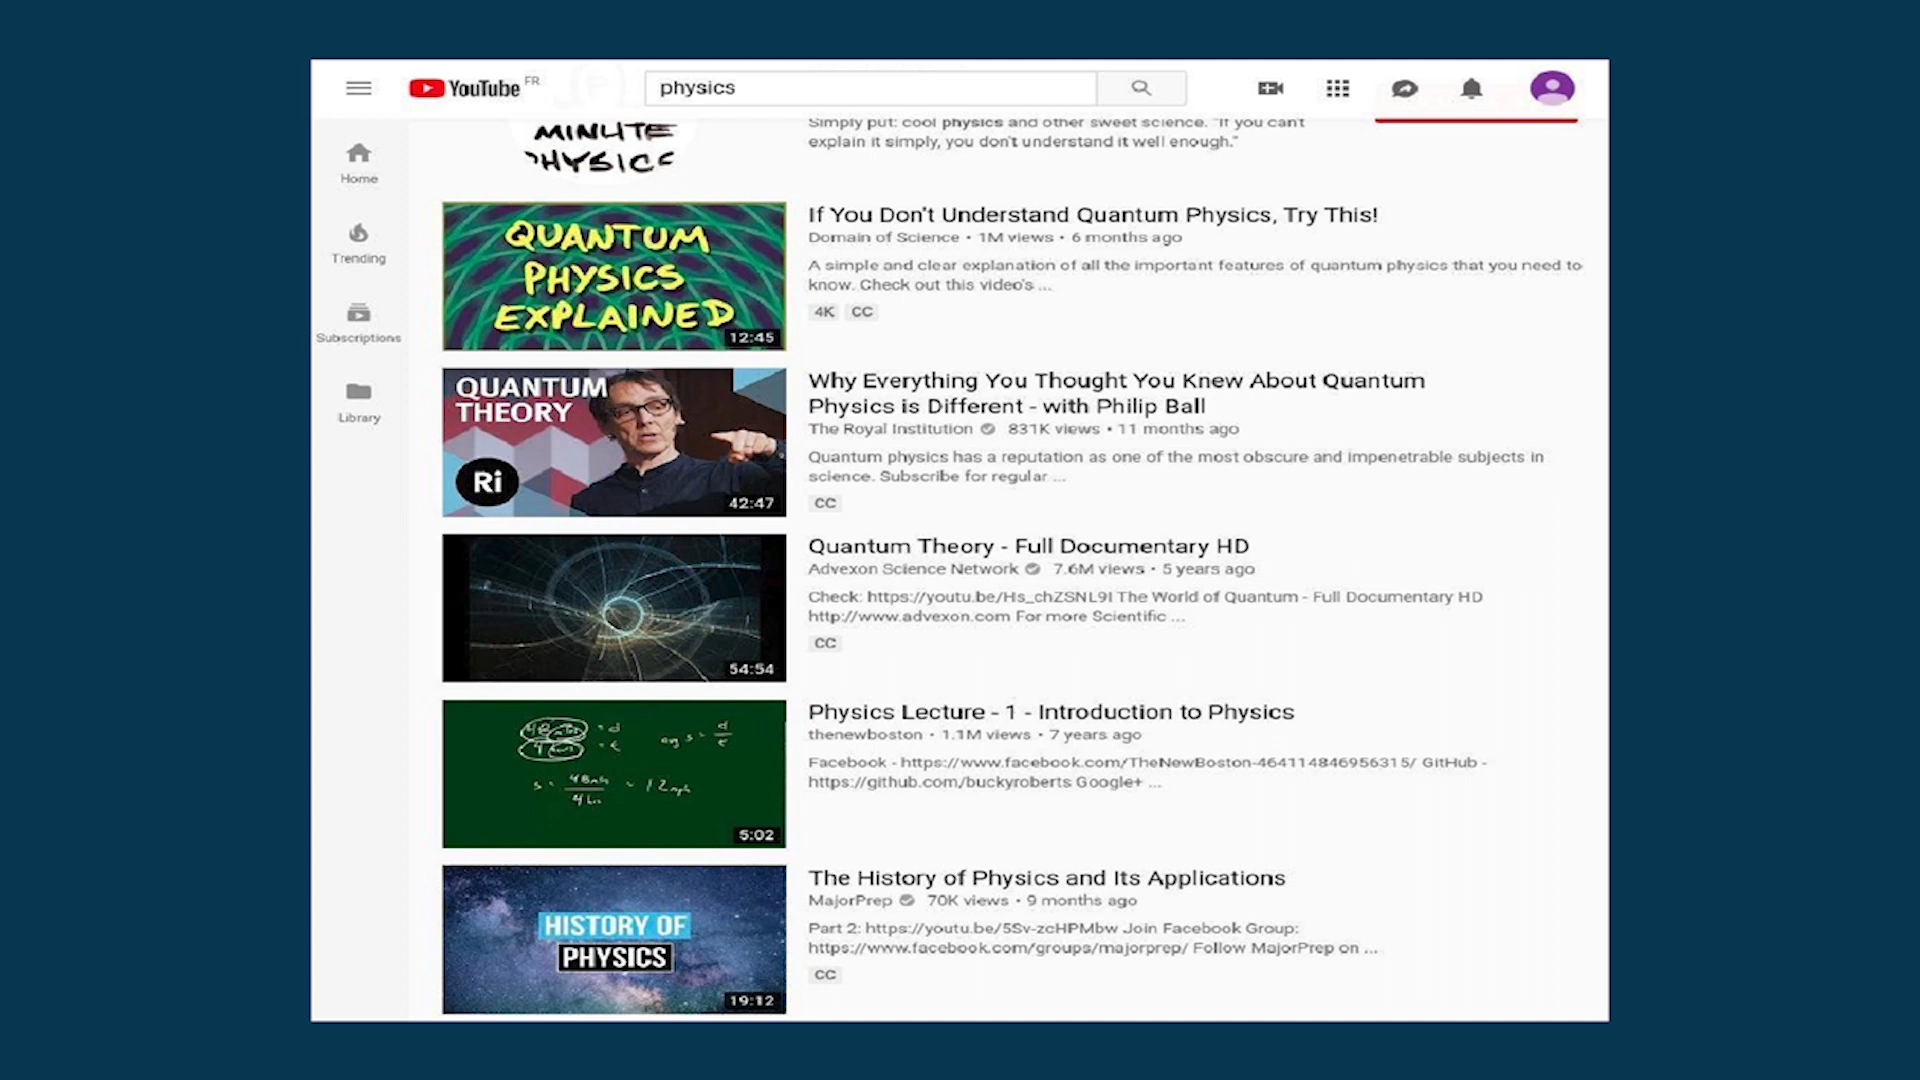 YouTube FR
physics
MINUTE
PHYSICS
Simply put: cool physics and other sweet science. "If you can't
explain it simply, you don't understand it well enough."
Home
Trending
Subscriptions
Library
QUANTUM
PHYSICS
EXPLAINED
12:45
If You Don't Understand Quantum Physics, Try This!
Domain of Science • 1M views • 6 months ago
A simple and clear explanation of all the important features of quantum physics that you need to
know. Check out this video's ...
4K CC
QUANTUM
THEORY
Ri
42:47
Why Everything You Thought You Knew About Quantum
Physics is Different - with Philip Ball
The Royal Institution 831K views • 11 months ago
Quantum physics has a reputation as one of the most obscure and impenetrable subjects in
science. Subscribe for regular ...
CC
54:54
Quantum Theory - Full Documentary HD
Advexon Science Network 7.6M views • 5 years ago
Check: https://youtu.be/Hs_chZSNL9I The World of Quantum - Full Documentary HD
http://www.advexon.com For more Scientific ...
CC
5:02
Physics Lecture - 1 - Introduction to Physics
thenewboston • 1.1M views • 7 years ago
Facebook - https://www.facebook.com/TheNewBoston-464114846956315/ GitHub -
https://github.com/buckyroberts Google+ ...
HISTORY OF
PHYSICS
19:12
The History of Physics and Its Applications
MajorPrep 70K views • 9 months ago
Part 2: https://youtu.be/5Sv-zcHPMbw Join Facebook Group:
https://www.facebook.com/groups/majorprep/ Follow MajorPrep on ...
CC